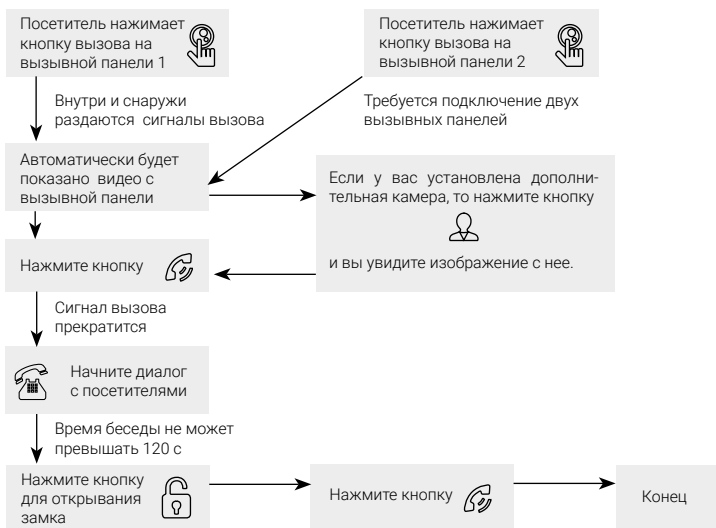 Посетитель нажимает
кнопку вызова на
вызывной панели 1
Посетитель нажимает
кнопку вызова на
вызывной панели 2
Внутри и снаружи
раздаются сигналы вызова
Требуется подключение двух
вызывных панелей
Автоматически будет
показано видео с
вызывной панели
Если у вас установлена дополни-
тельная камера, то нажмите кнопку
и вы увидите изображение с нее.
Нажмите кнопку
Сигнал вызова
прекратится
Начните диалог
с посетителями
Время беседы не может
превышать 120 с
Нажмите кнопку
для открывания
замка
Нажмите кнопку
Конец